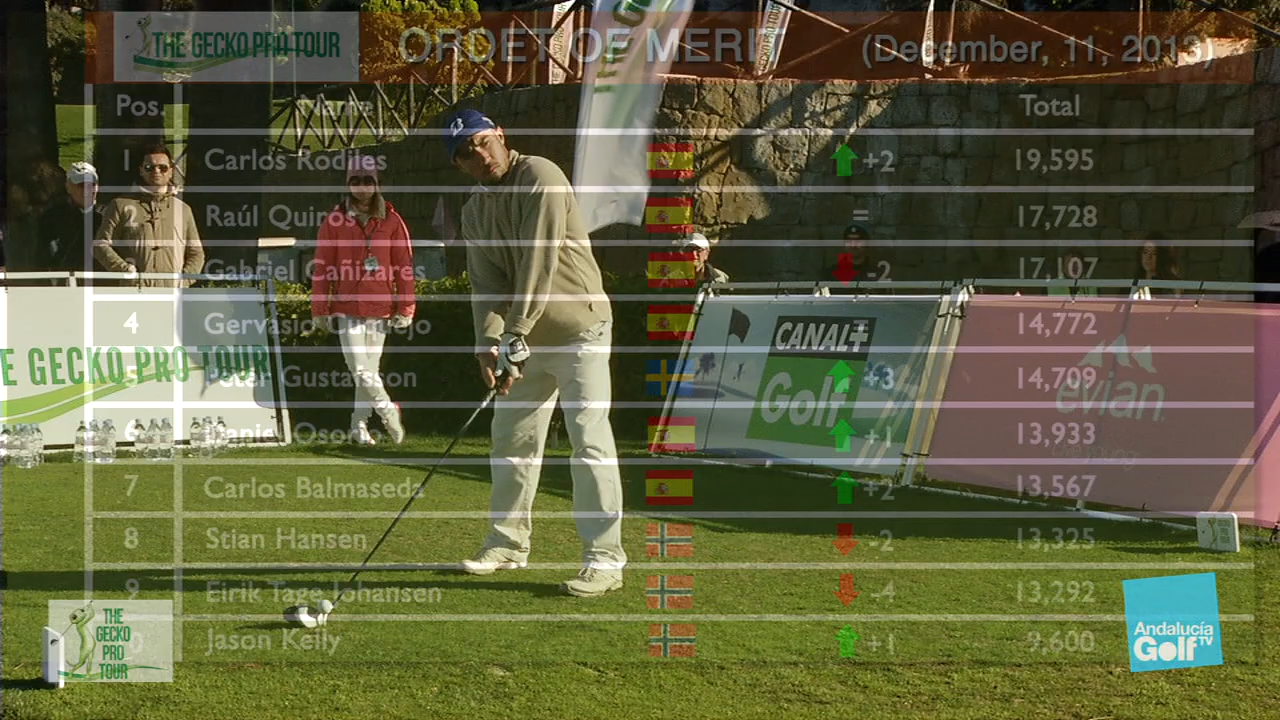 THE GECKO PRO TOUR
ORDET OF MERIT (December, 11, 2013)
Pos. Name Total
1 Carlos Rodiles +2 19,595
2 Raúl Quirós = 17,728
3 Gabriel Cañizares -2 17,107
4 Gervasio 14,772
5 Peter Gustafsson +3 14,709
6 Daniel Osorio +1 13,933
7 Carlos Balmaseda +2 13,567
8 Stian Hansen -2 13,325
9 Eirik Tage Johansen -4 13,292
Jason Kelly +1 9,600
CANAL+
Golf
evian
E GECKO PRO TOUR
THE
GECKO
PRO
TOUR
Andalucía
Golf TV